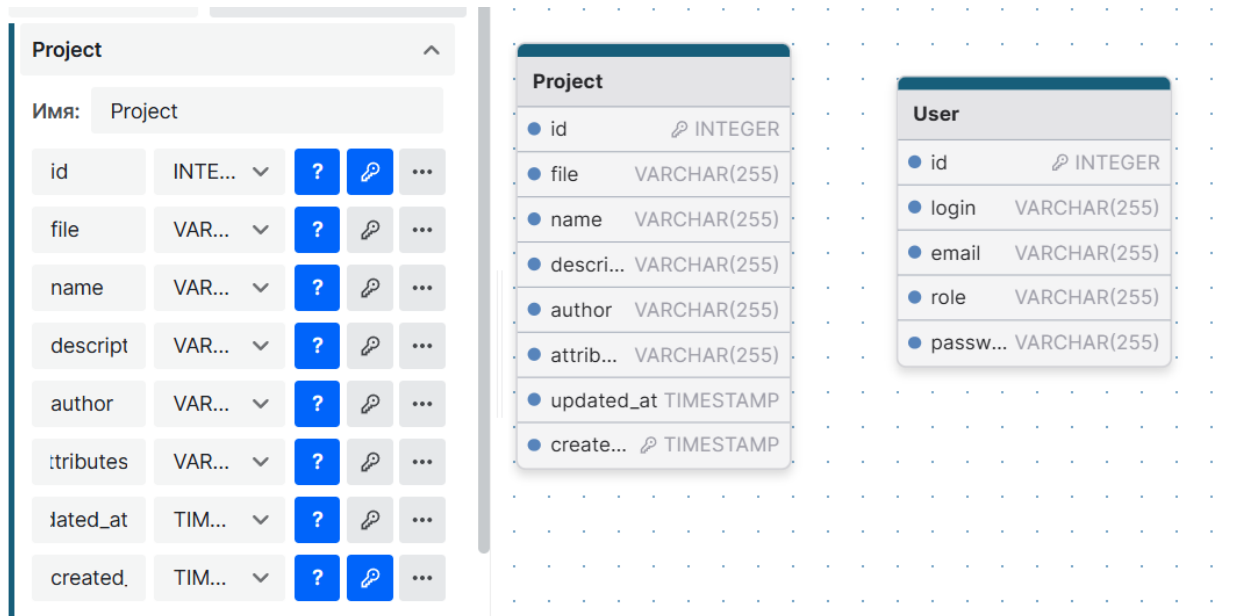 Project
Имя: Project
id INTE... ?
file VAR... ?
name VAR... ?
descript VAR... ?
author VAR... ?
ttributes VAR... ?
dated_at TIM... ?
created_ TIM... ?
Project
id INTEGER
file VARCHAR(255)
name VARCHAR(255)
descri... VARCHAR(255)
author VARCHAR(255)
attrib... VARCHAR(255)
updated_at TIMESTAMP
create... TIMESTAMP
User
id INTEGER
login VARCHAR(255)
email VARCHAR(255)
role VARCHAR(255)
passw... VARCHAR(255)